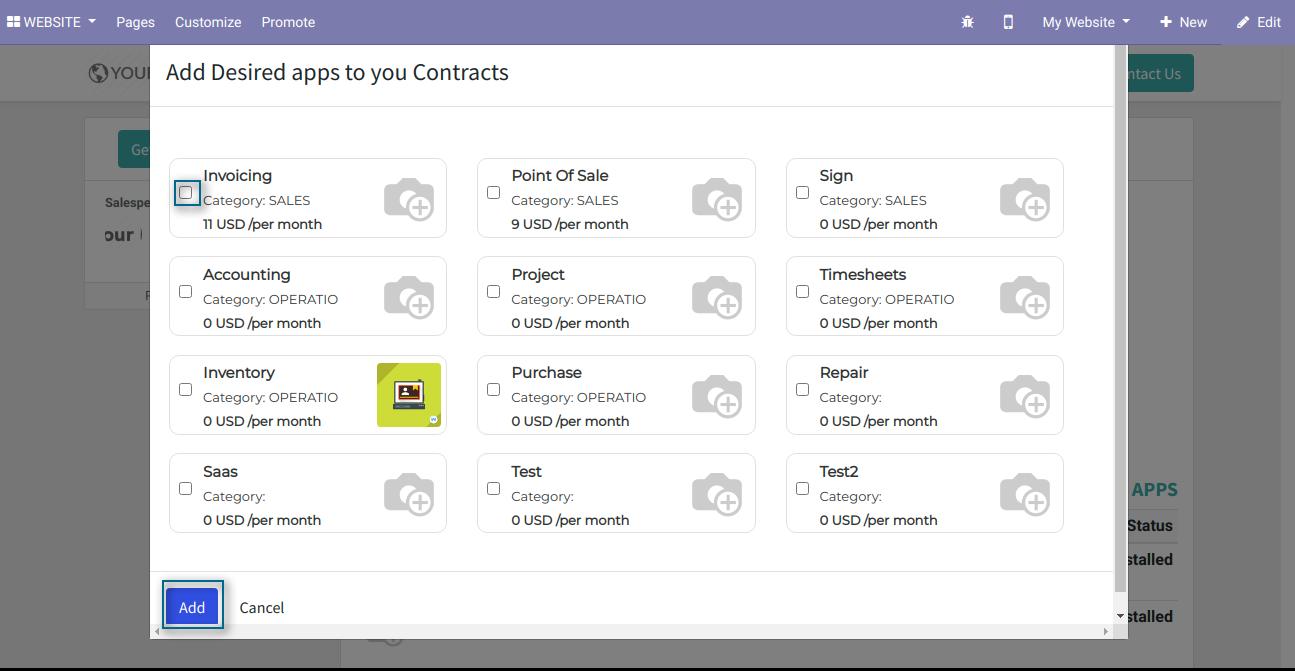 WEBSITE Pages Customize Promote My Website New Edit
YOU
Add Desired apps to you Contracts
ntact Us
Ge
Salespe
our
Invoicing
Category: SALES
11 USD /per month
Point Of Sale
Category: SALES
9 USD /per month
Sign
Category: SALES
0 USD /per month
Accounting
Category: OPERATIO
0 USD /per month
Project
Category: OPERATIO
0 USD /per month
Timesheets
Category: OPERATIO
0 USD /per month
Inventory
Category: OPERATIO
0 USD /per month
Purchase
Category: OPERATIO
0 USD /per month
Repair
Category:
0 USD /per month
Saas
Category:
0 USD /per month
Test
Category:
0 USD /per month
Test2
Category:
0 USD /per month
APPS
Status
stalled
stalled
Add Cancel